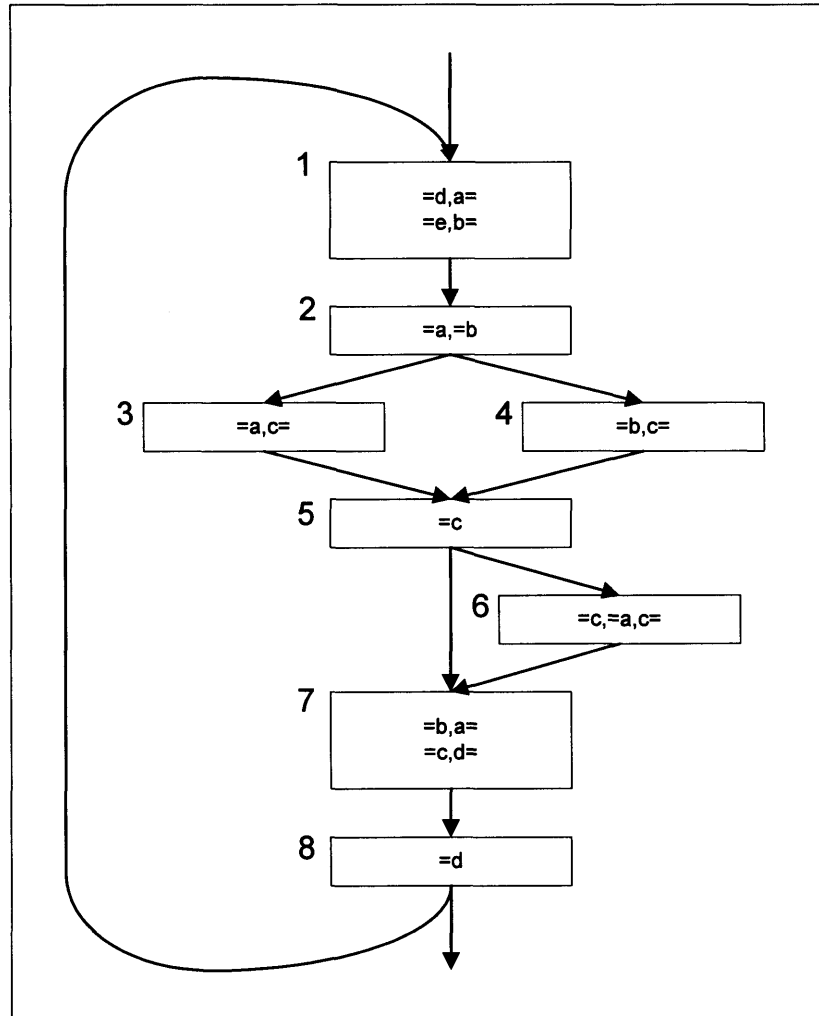 1
=d,a=
=e,b=
2
=a,=b
3
=a,c=
4
=b,c=
5
=c
6
=c,=a,c=
7
=b,a=
=c,d=
8
=d